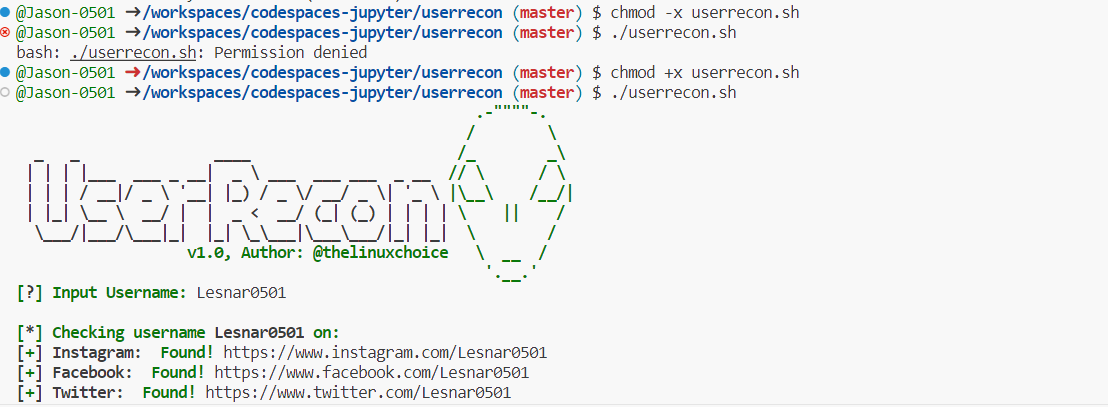 @Jason-0501 ➜/workspaces/codespaces-jupyter/userrecon (master) $ chmod -x userrecon.sh
@Jason-0501 ➜/workspaces/codespaces-jupyter/userrecon (master) $ ./userrecon.sh
bash: ./userrecon.sh: Permission denied
@Jason-0501 ➜/workspaces/codespaces-jupyter/userrecon (master) $ chmod +x userrecon.sh
@Jason-0501 ➜/workspaces/codespaces-jupyter/userrecon (master) $ ./userrecon.sh
UserRecon
v1.0, Author: @thelinuxchoice
[?] Input Username: Lesnar0501
[*] Checking username Lesnar0501 on:
[+] Instagram: Found! https://www.instagram.com/Lesnar0501
[+] Facebook: Found! https://www.facebook.com/Lesnar0501
[+] Twitter: Found! https://www.twitter.com/Lesnar0501